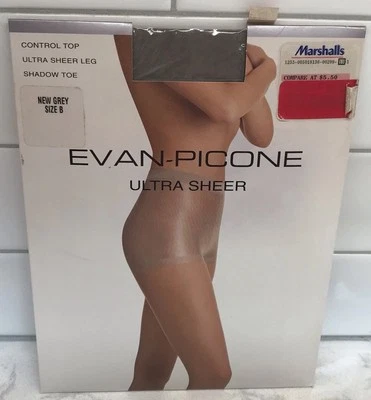 CONTROL TOP
ULTRA SHEER LEG
SHADOW TOE
NEW GREY
SIZE B
Marshalls
COMPARE AT $5.50
EVAN-PICONE
ULTRA SHEER